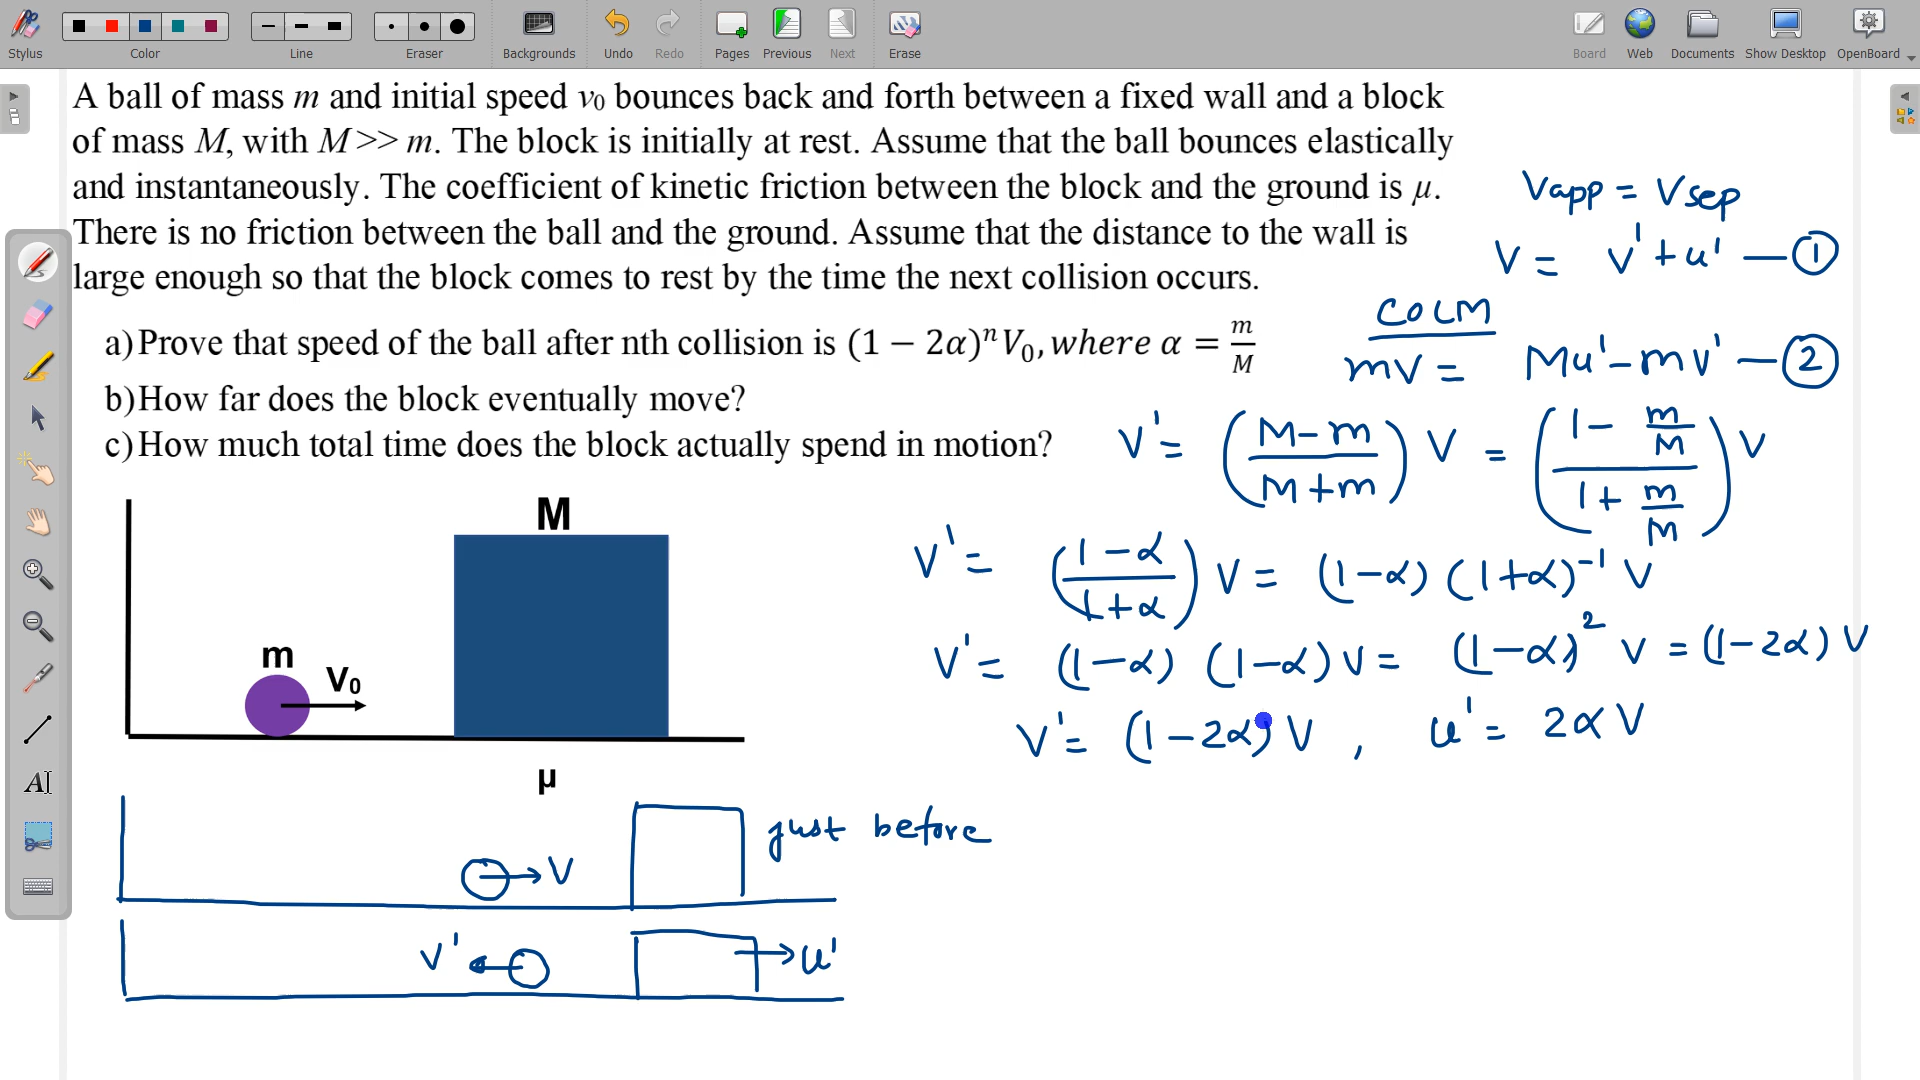 Stylus Color Line Eraser Backgrounds Undo Redo Pages Previous Next Erase Board Web Documents Show Desktop OpenBoard
A ball of mass m and initial speed v₀ bounces back and forth between a fixed wall and a block
of mass M, with M >> m. The block is initially at rest. Assume that the ball bounces elastically
and instantaneously. The coefficient of kinetic friction between the block and the ground is μ.
There is no friction between the ball and the ground. Assume that the distance to the wall is
large enough so that the block comes to rest by the time the next collision occurs.
a) Prove that speed of the ball after nth collision is (1 − 2α)ⁿV₀, where α = m/M
b) How far does the block eventually move?
c) How much total time does the block actually spend in motion?
Vapp = Vsep
V = V' + u' — ①
COLM
mV = Mu' - mV' — ②
V' = ((M-m)/(M+m)) V = ((1 - m/M)/(1 + m/M)) V
V' = ((1-α)/(1+α)) V = (1-α) (1+α)⁻¹ V
V' = (1-α) (1-α) V = (1-α)² V = (1-2α) V
V' = (1-2α) V , u' = 2αV
M
m
V₀
μ
V
just before
V'
u'
AI